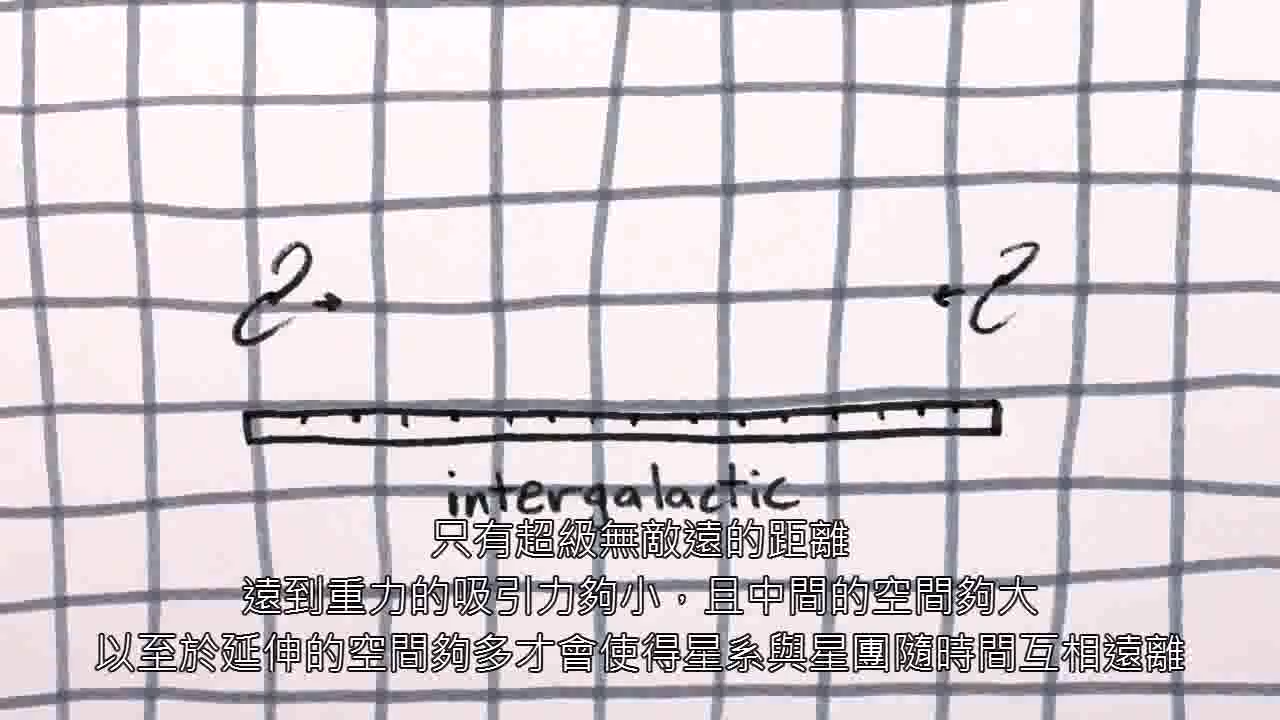 intergalactic
只有超級無敵遠的距離
遠到重力的吸引力夠小，且中間的空間夠大
以至於延伸的空間夠多才會使得星系與星團隨時間互相遠離